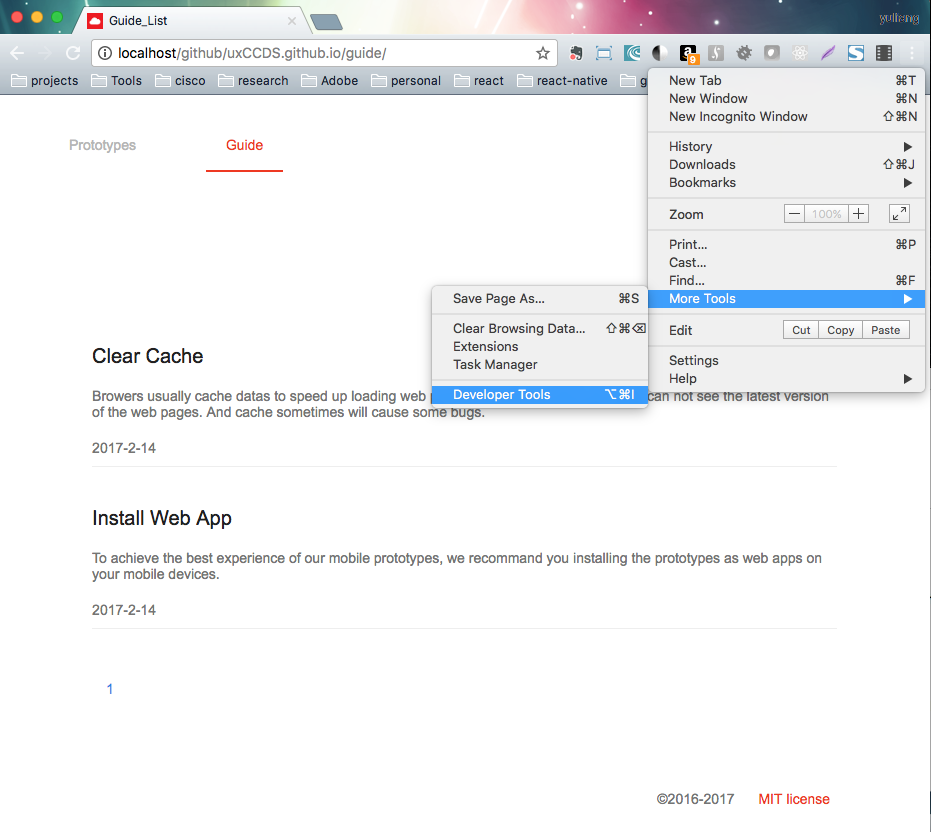 Guide_List
yuliang
localhost/github/uxCCDS.github.io/guide/
9
projects Tools cisco research Adobe personal react react-native g
New Tab ⌘T
New Window ⌘N
New Incognito Window ⇧⌘N
History ▶
Downloads ⇧⌘J
Bookmarks ▶
Zoom — 100% +
Print... ⌘P
Cast...
Find... ⌘F
More Tools ▶
Edit Cut Copy Paste
Settings
Help ▶
Save Page As... ⌘S
Clear Browsing Data... ⇧⌘⌫
Extensions
Task Manager
Developer Tools ⌥⌘I
Prototypes Guide
Clear Cache
Browers usually cache datas to speed up loading web can not see the latest version
of the web pages. And cache sometimes will cause some bugs.
2017-2-14
Install Web App
To achieve the best experience of our mobile prototypes, we recommand you installing the prototypes as web apps on
your mobile devices.
2017-2-14
1
©2016-2017 MIT license